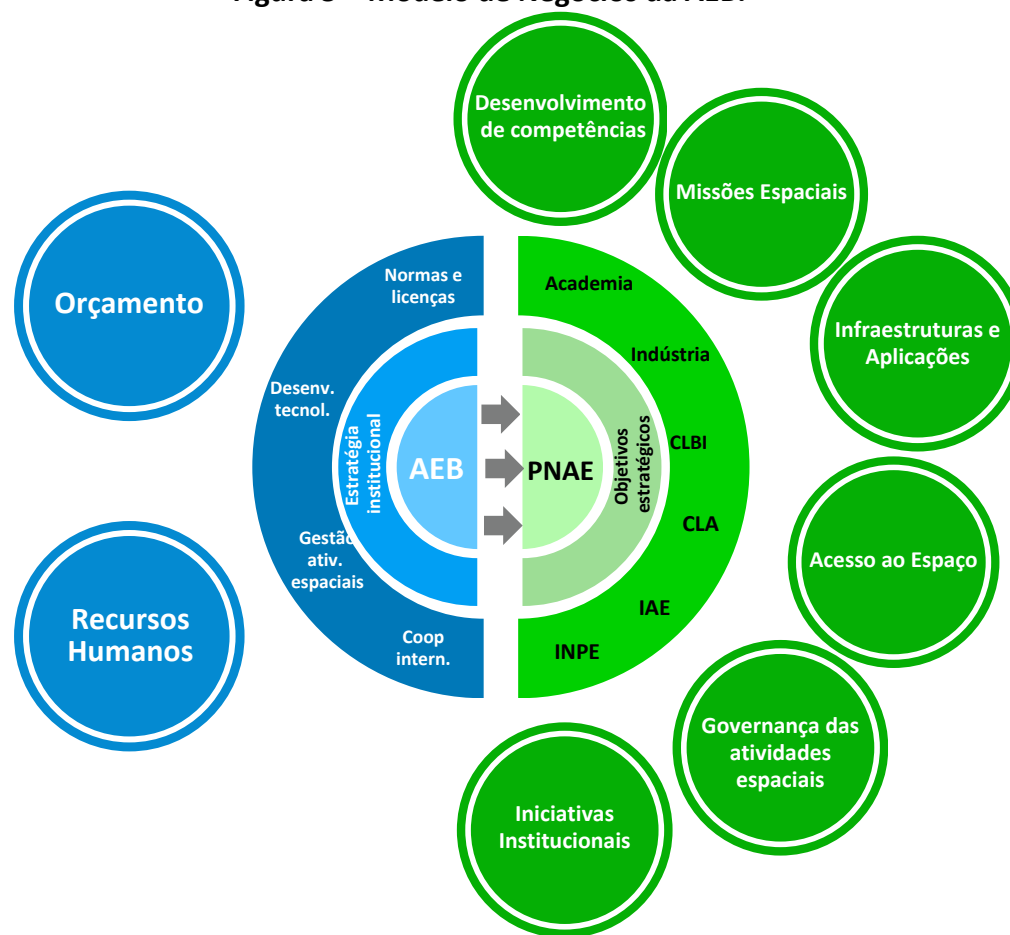 Desenvolvimento
de competências
Missões Espaciais
Normas e
licenças
Academia
Orçamento
Infraestruturas e
Aplicações
Indústria
Desenv.
tecnol.
Estratégia
institucional
AEB
PNAE
Objetivos
estratégicos
CLBI
CLA
Acesso ao Espaço
Gestão
ativ.
espaciais
IAE
Recursos
Humanos
Coop
intern.
INPE
Governança das
atividades
espaciais
Iniciativas
Institucionais